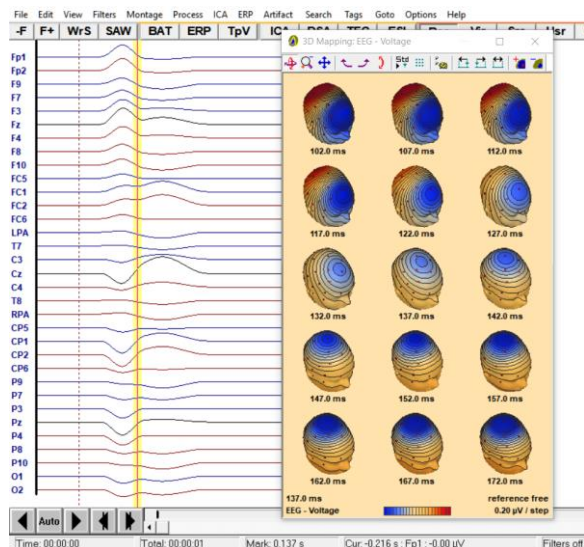 File Edit View Filters Montage Process ICA ERP Artifact Search Tags Goto Options Help
-F F+ WrS SAW BAT ERP TpV
3D Mapping: EEG - Voltage
Std
Fp1
Fp2
F9
F7
F3
Fz
F4
F8
F10
FC5
FC1
FC2
FC6
LPA
T7
C3
Cz
C4
T8
RPA
CP5
CP1
CP2
CP6
P9
P7
P3
Pz
P4
P8
P10
O1
O2
102.0 ms 107.0 ms 112.0 ms
117.0 ms 122.0 ms 127.0 ms
132.0 ms 137.0 ms 142.0 ms
147.0 ms 152.0 ms 157.0 ms
162.0 ms 167.0 ms 172.0 ms
137.0 ms reference free
EEG - Voltage 0.20 µV / step
Auto
Time: 00:00:00 Total: 00:00:01 Mark: 0.137 s Cur: -0.216 s : Fp1: -0.00 µV Filters off